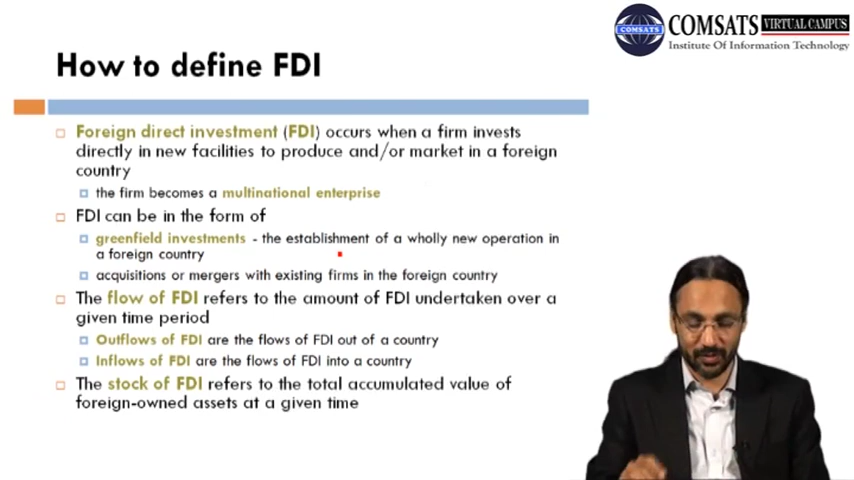 COMSATS
COMSATS VIRTUAL CAMPUS
Institute Of Information Technology
How to define FDI
Foreign direct investment (FDI) occurs when a firm invests
directly in new facilities to produce and/or market in a foreign
country
the firm becomes a multinational enterprise
FDI can be in the form of
greenfield investments - the establishment of a wholly new operation in
a foreign country
acquisitions or mergers with existing firms in the foreign country
The flow of FDI refers to the amount of FDI undertaken over a
given time period
Outflows of FDI are the flows of FDI out of a country
Inflows of FDI are the flows of FDI into a country
The stock of FDI refers to the total accumulated value of
foreign-owned assets at a given time